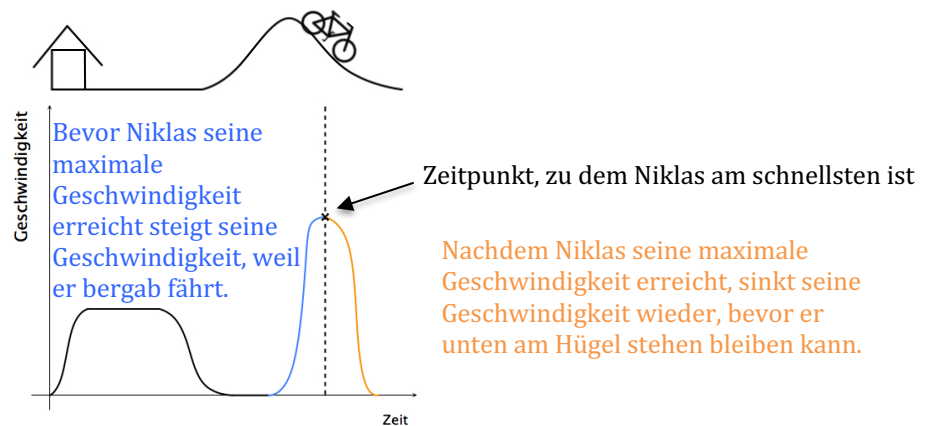 Geschwindigkeit
Bevor Niklas seine
maximale
Geschwindigkeit
erreicht steigt seine
Geschwindigkeit, weil
er bergab fährt.
Zeitpunkt, zu dem Niklas am schnellsten ist
Nachdem Niklas seine maximale
Geschwindigkeit erreicht, sinkt seine
Geschwindigkeit wieder, bevor er
unten am Hügel stehen bleiben kann.
Zeit